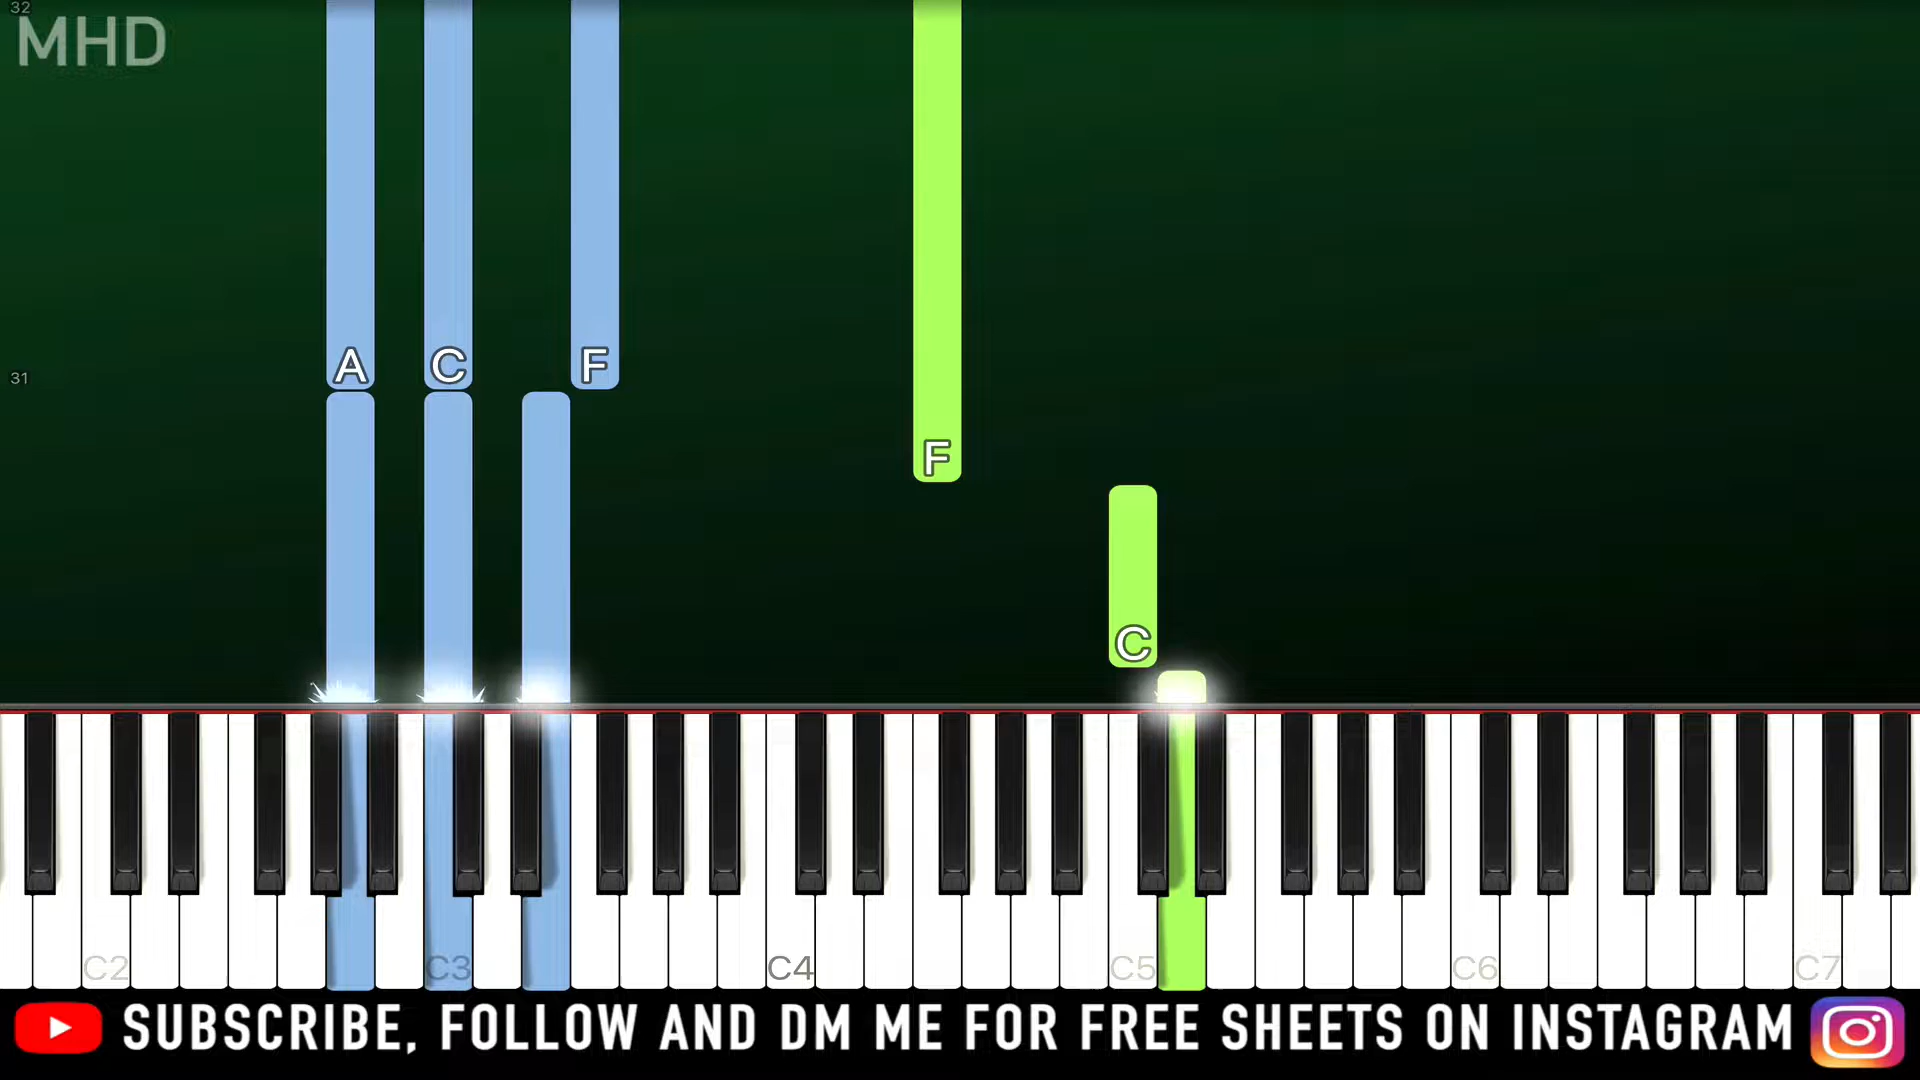 32
MHD
A
C
F
31
F
C
C2
C3
C4
C5
C6
C7
SUBSCRIBE, FOLLOW AND DM ME FOR FREE SHEETS ON INSTAGRAM